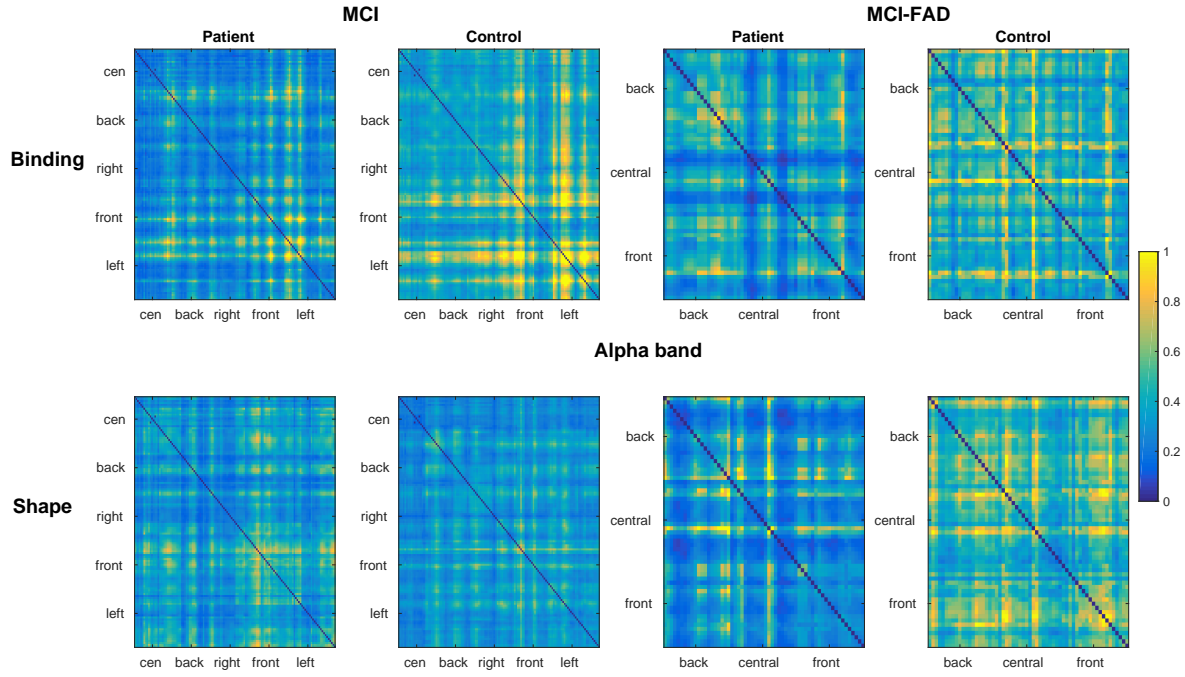 MCI MCI-FAD
Patient Control Patient Control
Binding
cen
back
right
front
left
cen back right front left
cen
back
right
front
left
cen back right front left
back
central
front
back central front
back
central
front
back central front
1
0.8
0.6
0.4
0.2
0
Alpha band
Shape
cen
back
right
front
left
cen back right front left
cen
back
right
front
left
cen back right front left
back
central
front
back central front
back
central
front
back central front